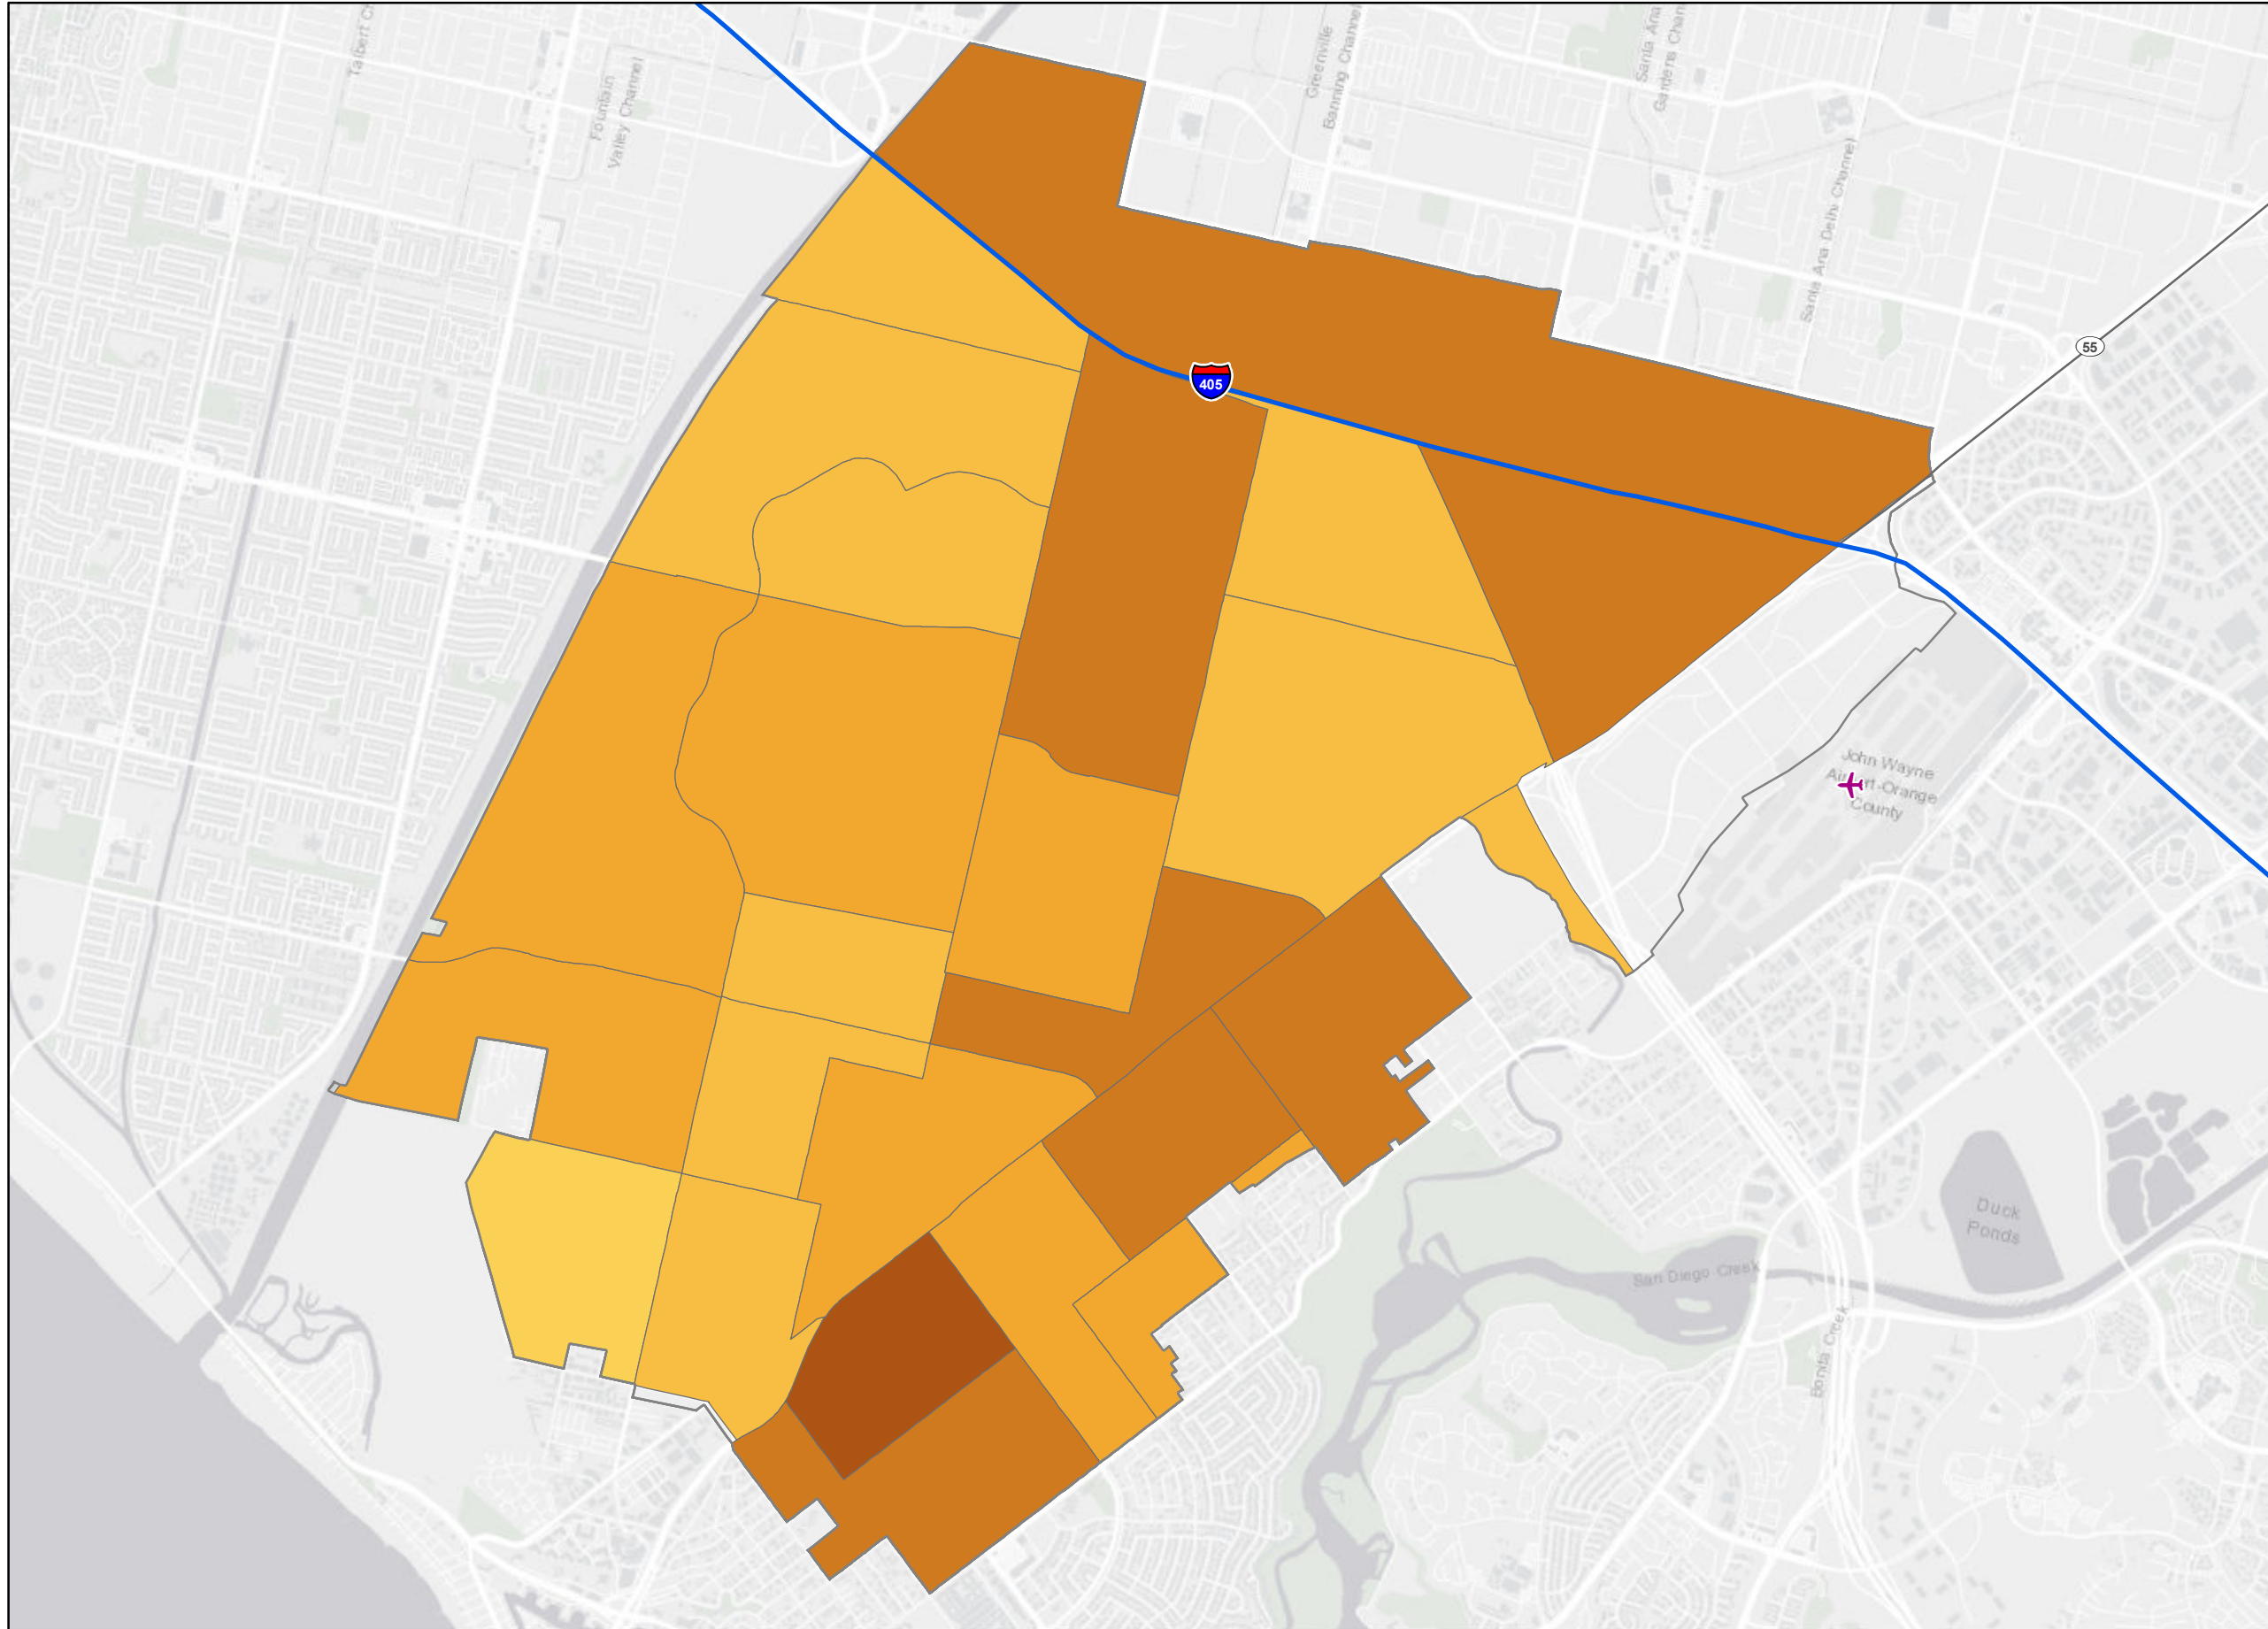 Talbert Ch
Fountain
Valley Channel
Greenville
Banning Channel
Santa Ana
Gardens Chan
Santa Ana Delhi Channel
55
405
John Wayne
Airport-Orange
County
Duck
Ponds
San Diego Creek
Bonita Creek